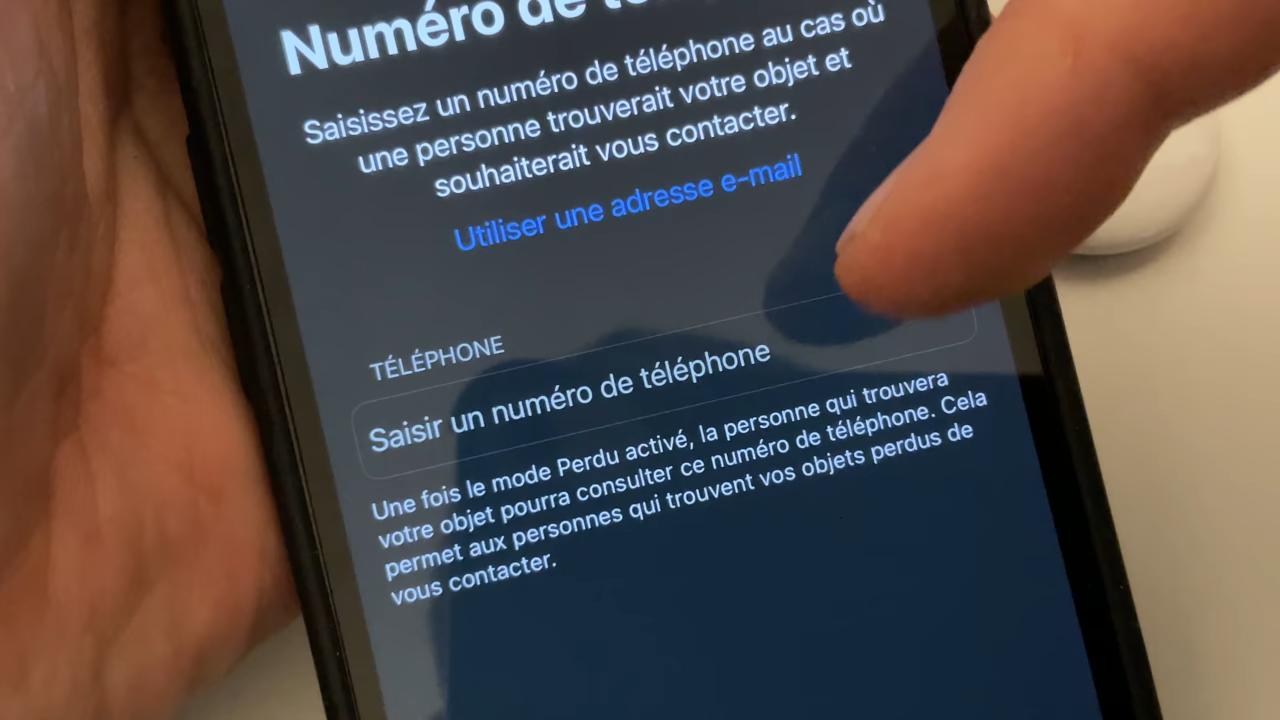 Numéro de
Saisissez un numéro de téléphone au cas où
une personne trouverait votre objet et
souhaiterait vous contacter.
Utiliser une adresse e-mail
TÉLÉPHONE
Saisir un numéro de téléphone
Une fois le mode Perdu activé, la personne qui trouvera
votre objet pourra consulter ce numéro de téléphone. Cela
permet aux personnes qui trouvent vos objets perdus de
vous contacter.